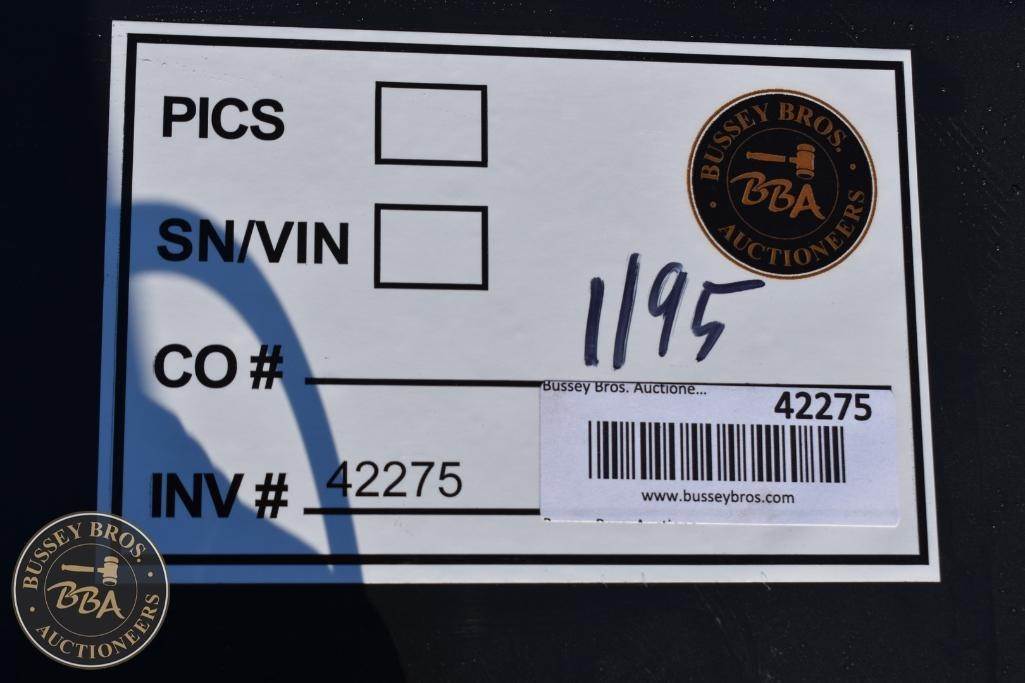 PICS
BUSSEY BROS.
BBA
AUCTIONEERS
SN/VIN
1195
CO #
Bussey Bros. Auctione...
42275
INV # 42275
www.busseybros.com
BUSSEY BROS.
BBA
AUCTIONEERS